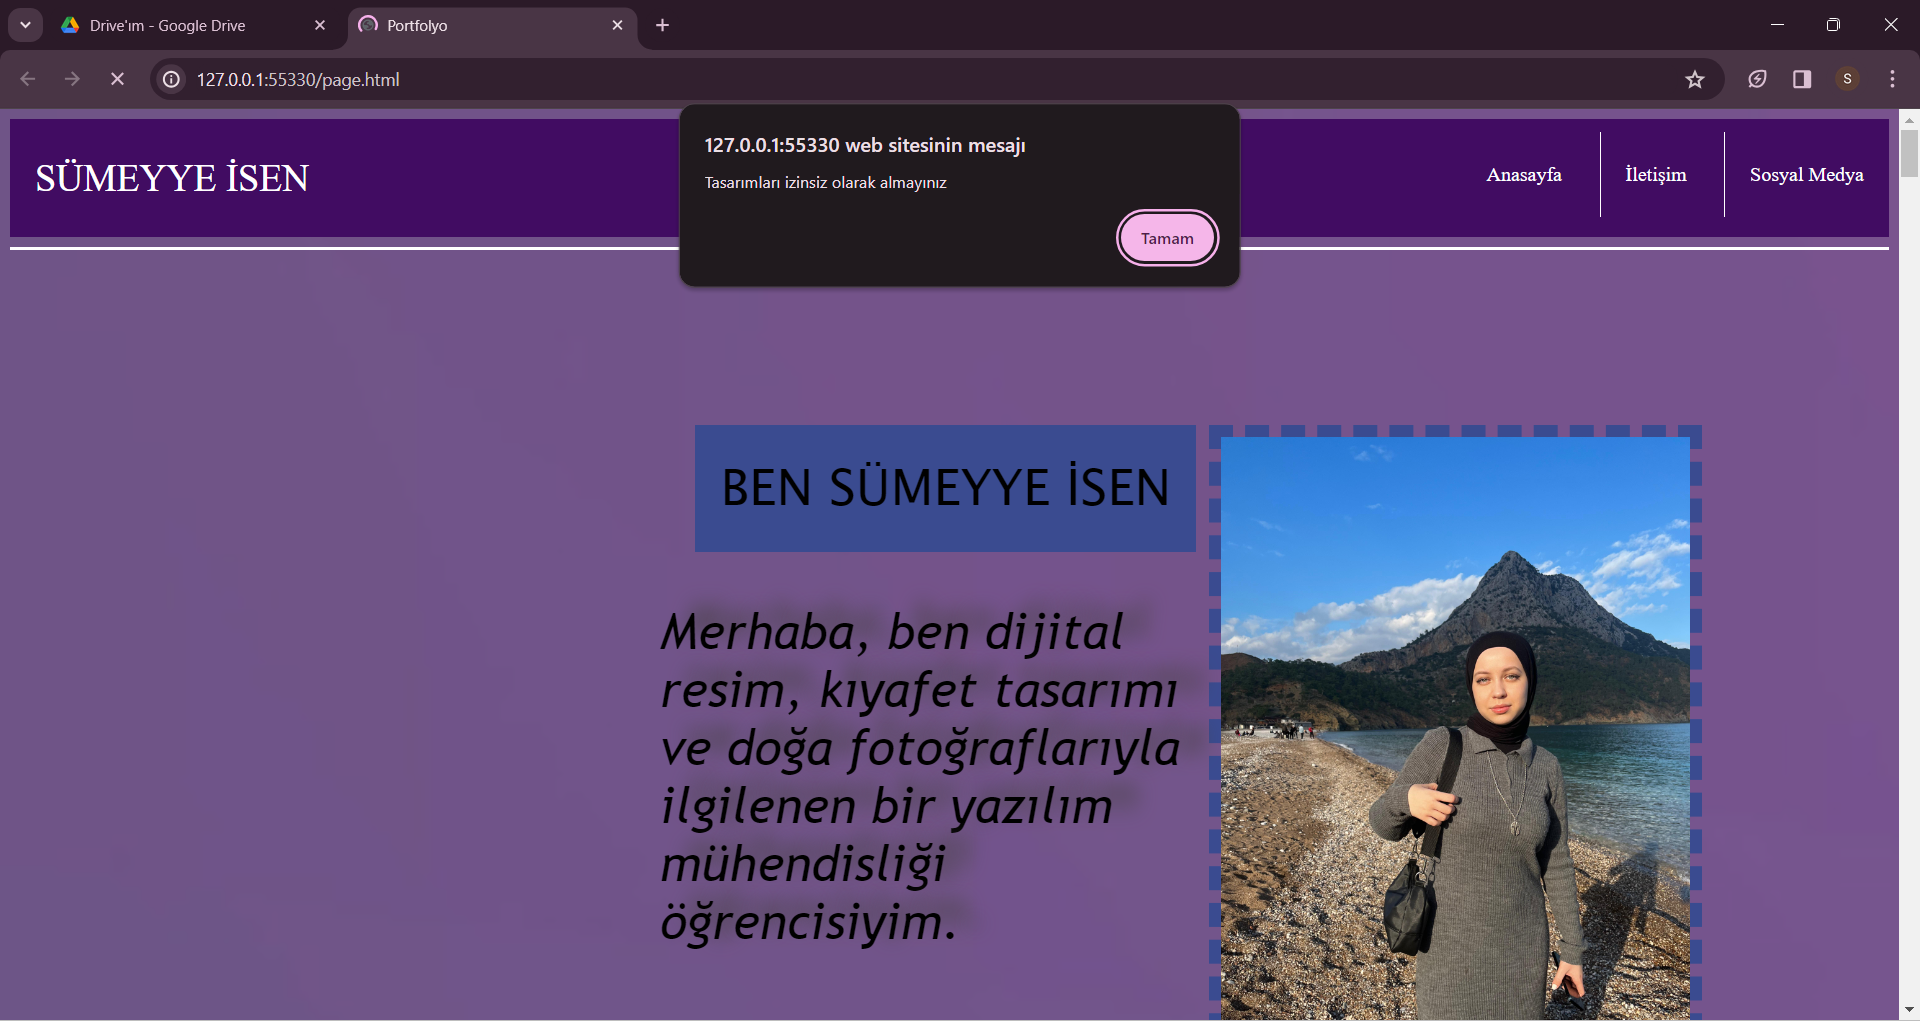 Drive'ım - Google Drive
Portfolyo
127.0.0.1:55330/page.html
S
127.0.0.1:55330 web sitesinin mesajı
Tasarımları izinsiz olarak almayınız
Tamam
SÜMEYYE İSEN
Anasayfa
İletişim
Sosyal Medya
BEN SÜMEYYE İSEN
Merhaba, ben dijital
resim, kıyafet tasarımı
ve doğa fotoğraflarıyla
ilgilenen bir yazılım
mühendisliği
öğrencisiyim.